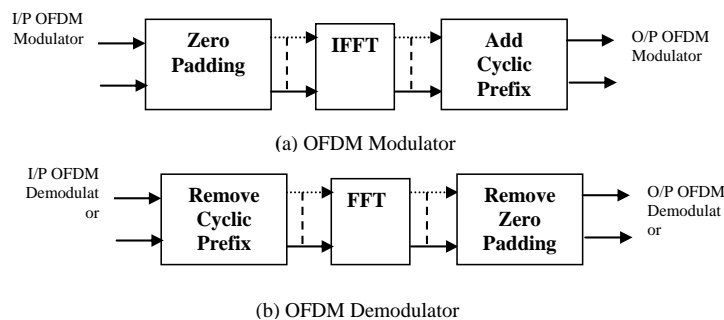 I/P OFDM
Modulator
Zero
Padding
IFFT
Add
Cyclic
Prefix
O/P OFDM
Modulator
(a) OFDM Modulator
I/P OFDM
Demodulat
or
Remove
Cyclic
Prefix
FFT
Remove
Zero
Padding
O/P OFDM
Demodulat
or
(b) OFDM Demodulator